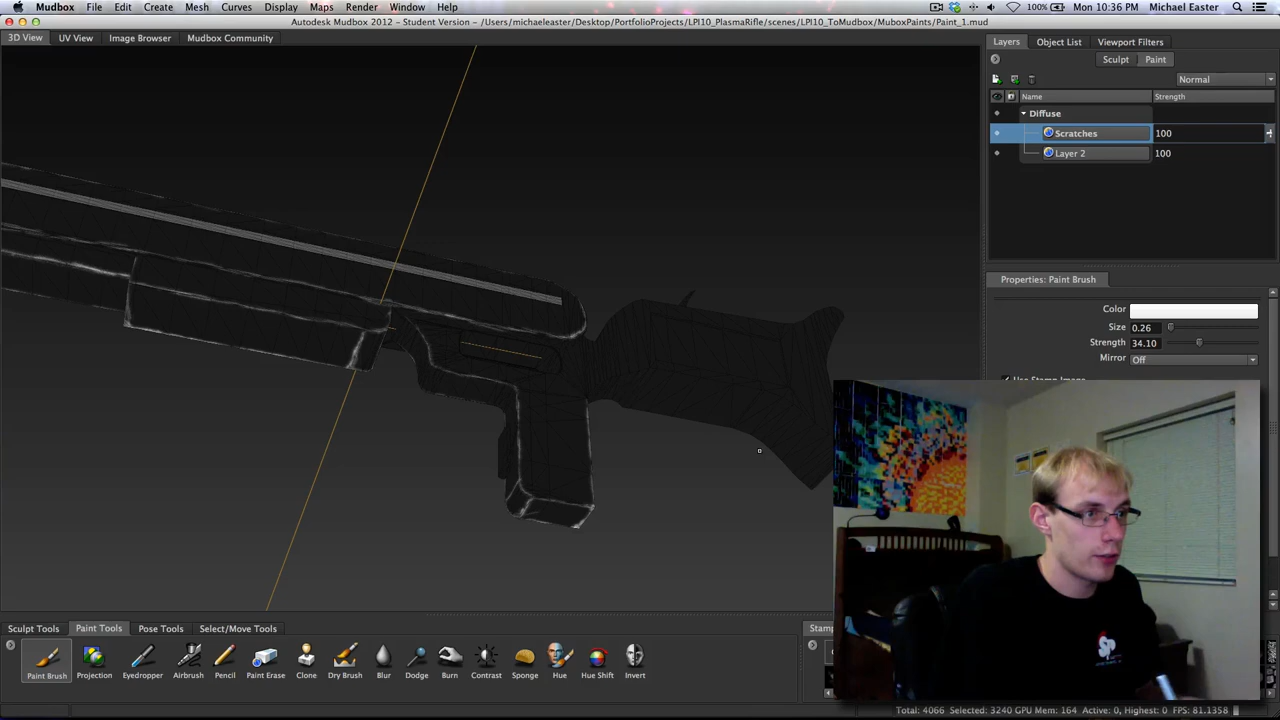 Mudbox File Edit Create Mesh Curves Display Maps Render Window Help 100% Mon 10:36 PM Michael Easter
Autodesk Mudbox 2012 - Student Version - /Users/michaeleaster/Desktop/PortfolioProjects/LPI10_PlasmaRifle/scenes/LPI10_ToMudbox/MuboxPaints/Paint_1.mud
3D View UV View Image Browser Mudbox Community
Layers Object List Viewport Filters
Sculpt Paint
Normal
Name Strength
Diffuse
Scratches 100
Layer 2 100
Properties: Paint Brush
Color
Size 0.26
Strength 34.10
Mirror Off
Use Stamp Image
Sculpt Tools Paint Tools Pose Tools Select/Move Tools
Stamp
Paint Brush Projection Eyedropper Airbrush Pencil Paint Erase Clone Dry Brush Blur Dodge Burn Contrast Sponge Hue Hue Shift Invert
SP
Total: 4066 Selected: 3240 GPU Mem: 164 Active: 0, Highest: 0 FPS: 81.1358